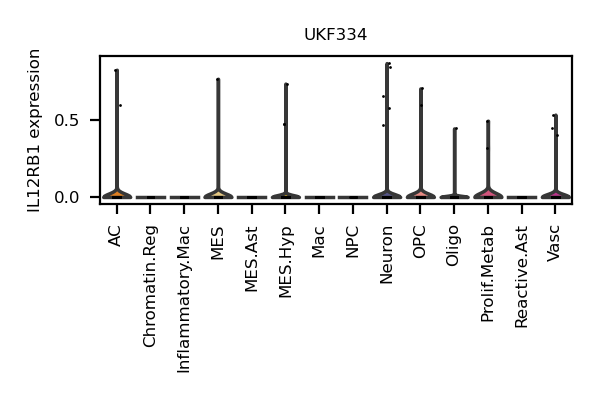 UKF334
IL12RB1 expression
0.5
0.0
AC
Chromatin.Reg
Inflammatory.Mac
MES
MES.Ast
MES.Hyp
Mac
NPC
Neuron
OPC
Oligo
Prolif.Metab
Reactive.Ast
Vasc